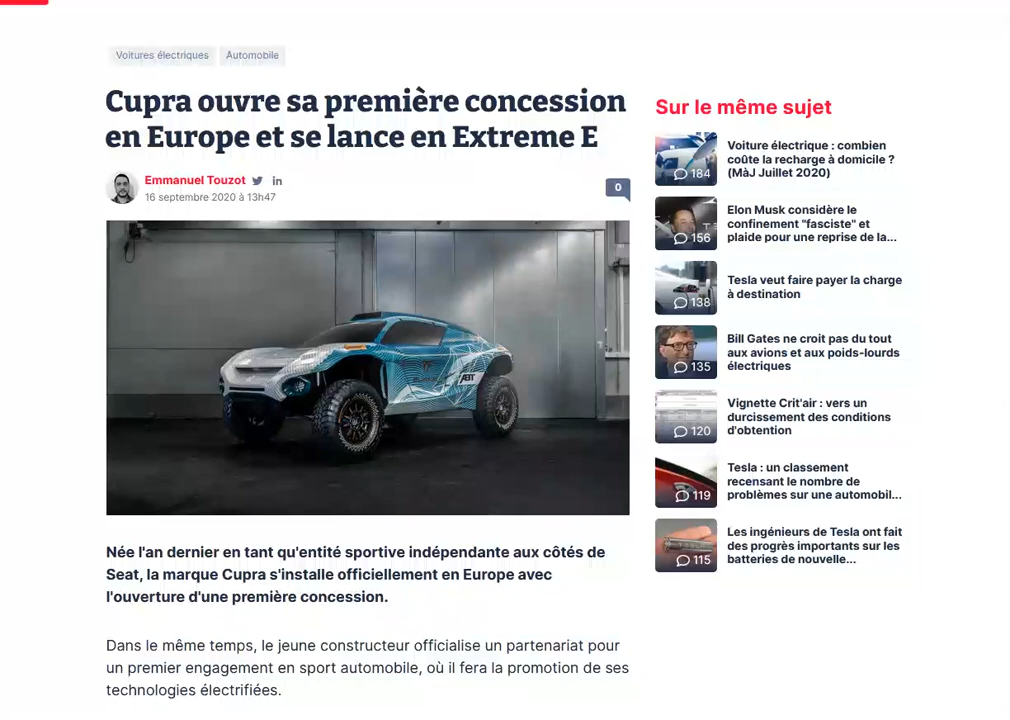 Voitures électriques
Automobile
Cupra ouvre sa première concession
en Europe et se lance en Extreme E
Emmanuel Touzot
16 septembre 2020 à 13h47
0
ABT
Née l'an dernier en tant qu'entité sportive indépendante aux côtés de
Seat, la marque Cupra s'installe officiellement en Europe avec
l'ouverture d'une première concession.
Dans le même temps, le jeune constructeur officialise un partenariat pour
un premier engagement en sport automobile, où il fera la promotion de ses
technologies électrifiées.
Sur le même sujet
184
Voiture électrique : combien
coûte la recharge à domicile ?
(MàJ Juillet 2020)
156
Elon Musk considère le
confinement "fasciste" et
plaide pour une reprise de la...
138
Tesla veut faire payer la charge
à destination
135
Bill Gates ne croit pas du tout
aux avions et aux poids-lourds
électriques
120
Vignette Crit'air : vers un
durcissement des conditions
d'obtention
119
Tesla : un classement
recensant le nombre de
problèmes sur une automobil...
115
Les ingénieurs de Tesla ont fait
des progrès importants sur les
batteries de nouvelle...